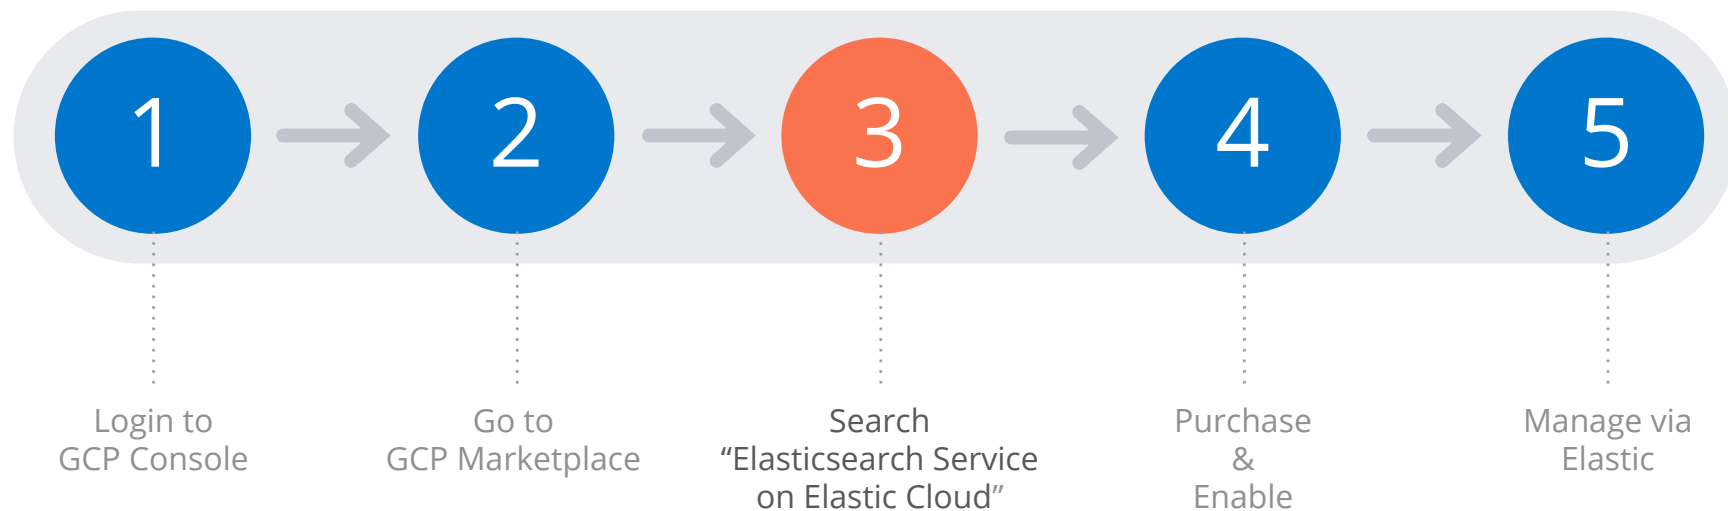 1
2
3
4
5
Login to
GCP Console
Go to
GCP Marketplace
Search
“Elasticsearch Service
on Elastic Cloud”
Purchase
&
Enable
Manage via
Elastic